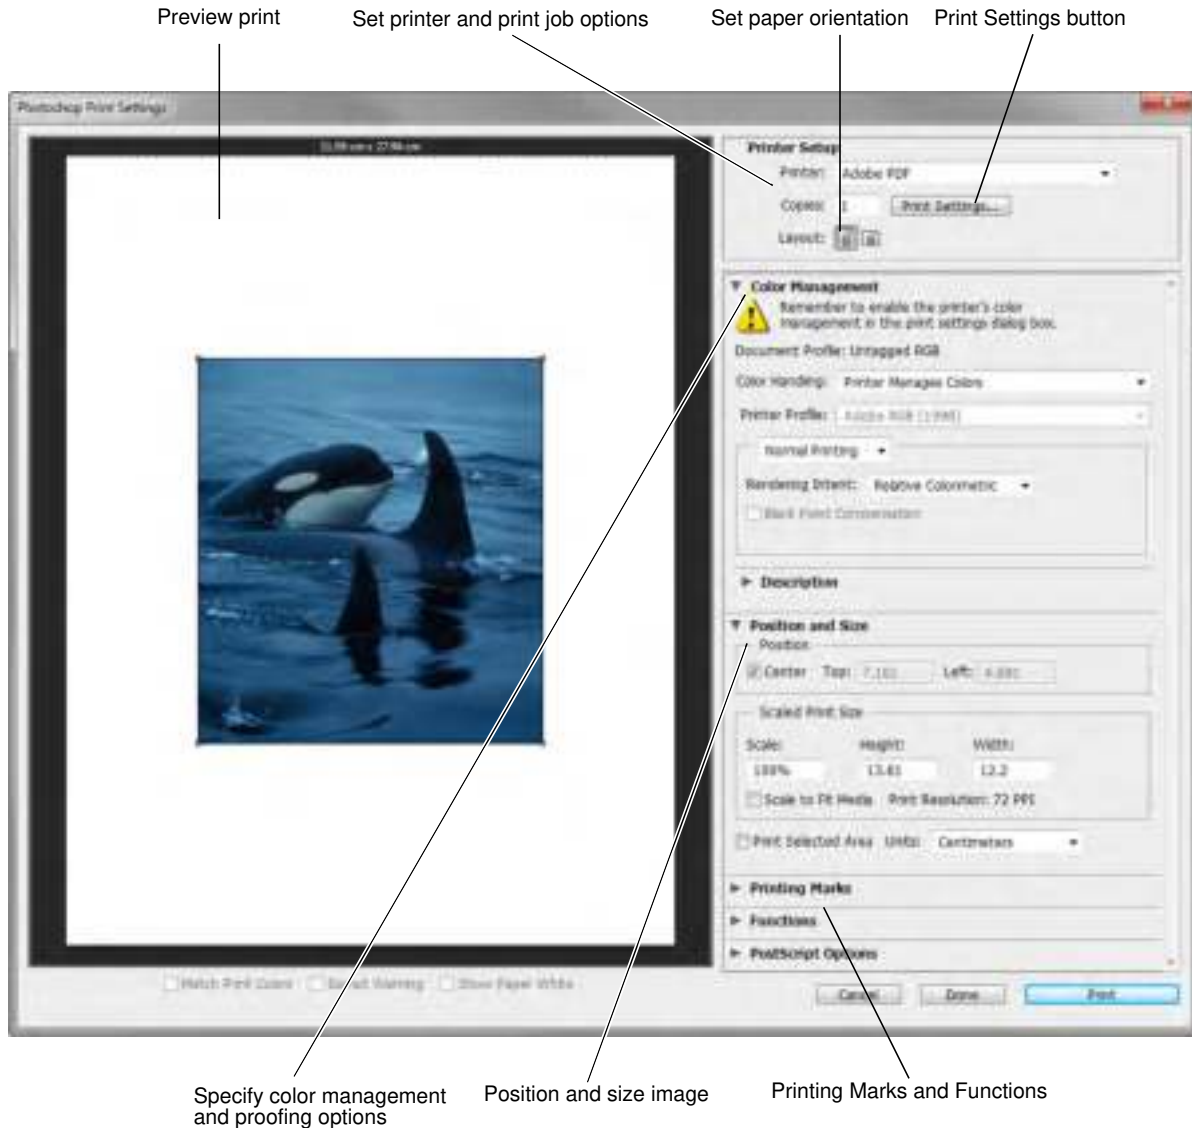 Preview print
Set printer and print job options
Set paper orientation
Print Settings button
Photoshop Print Settings
21.59 cm x 27.94 cm
Printer Setup
Printer: Adobe PDF
Copies: 1 Print Settings...
Layout:
Color Management
Remember to enable the printer's color
management in the print settings dialog box.
Document Profile: Untagged RGB
Color Handling: Printer Manages Colors
Printer Profile: Adobe RGB (1998)
Normal Printing
Rendering Intent: Relative Colorimetric
Black Point Compensation
Description
Position and Size
Position
Center Top: Left:
Scaled Print Size
Scale: Height: Width:
100% 13.61 12.2
Scale to Fit Media Print Resolution: 72 PPI
Print Selected Area Units: Centimeters
Printing Marks
Functions
PostScript Options
Match Print Colors Gamut Warning Show Paper White
Cancel Done Print
Specify color management
and proofing options
Position and size image
Printing Marks and Functions